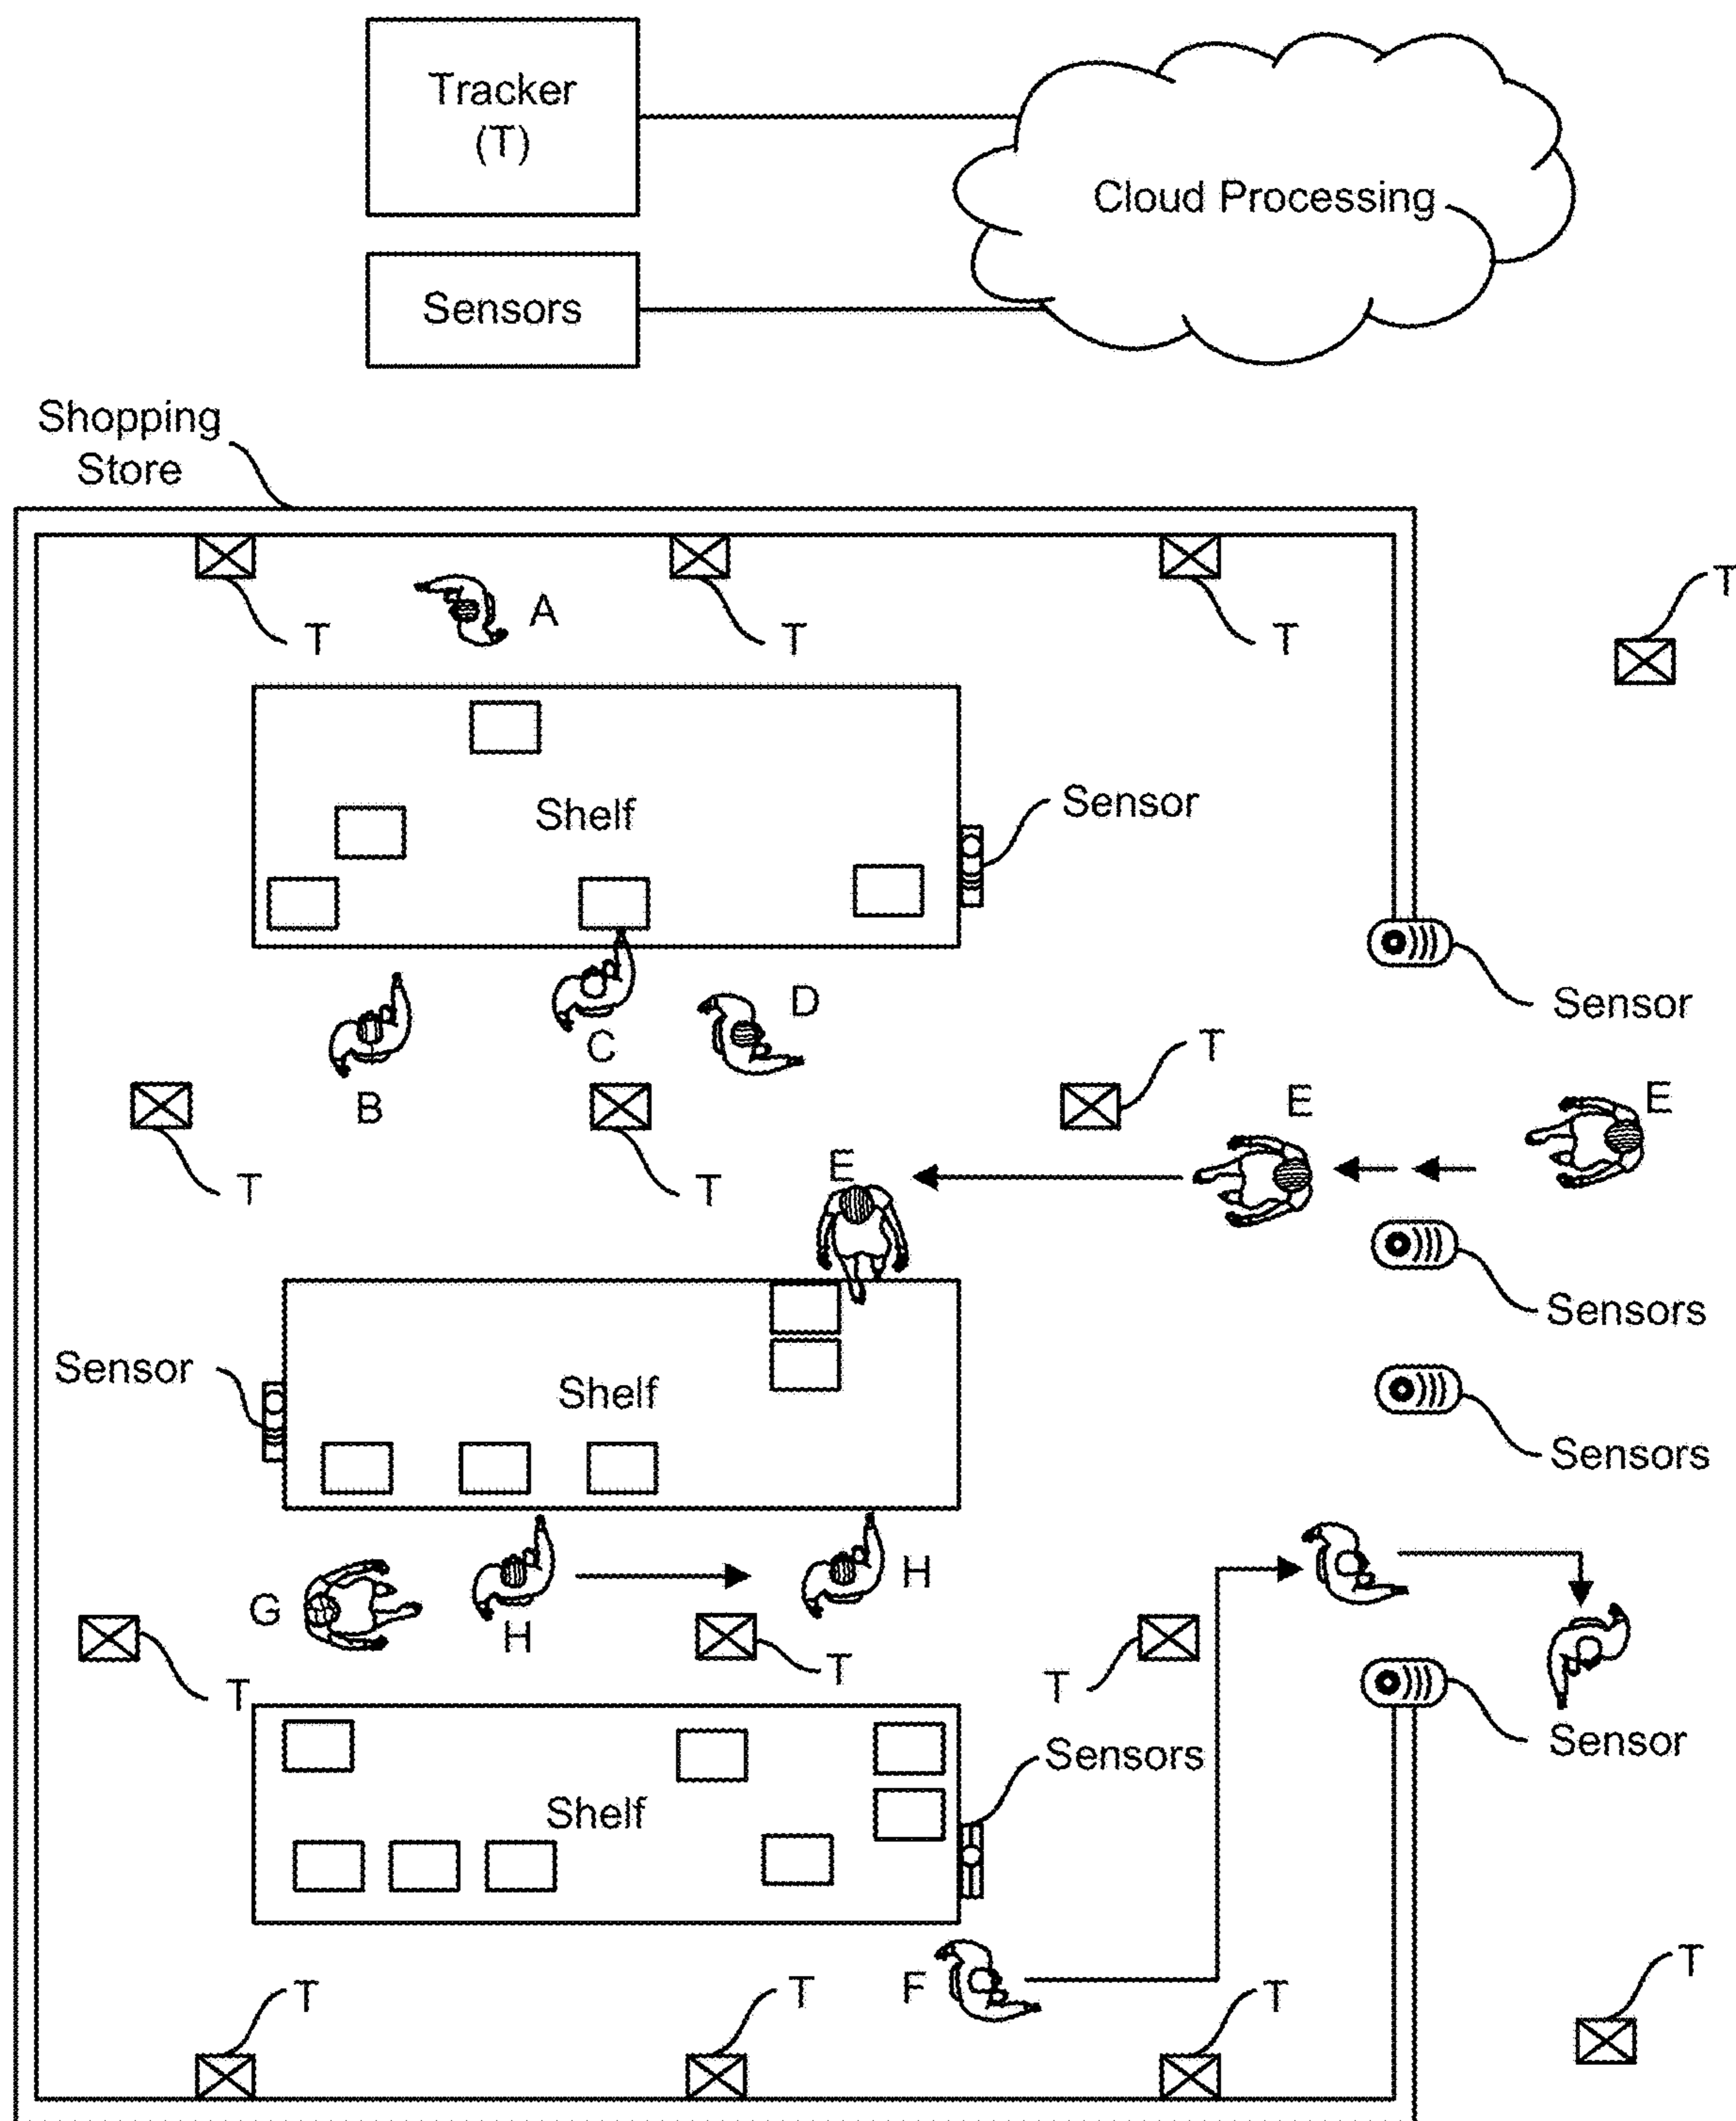 Tracker
(T)
Cloud Processing
Sensors
Shopping
Store
T
A
T
T
T
Shelf
Sensor
D
Sensor
C
B
T
E
E
T
T
E
Sensors
Sensor
Shelf
Sensors
G
H
H
T
T
T
Sensor
Sensors
Shelf
F
T
T
T
T